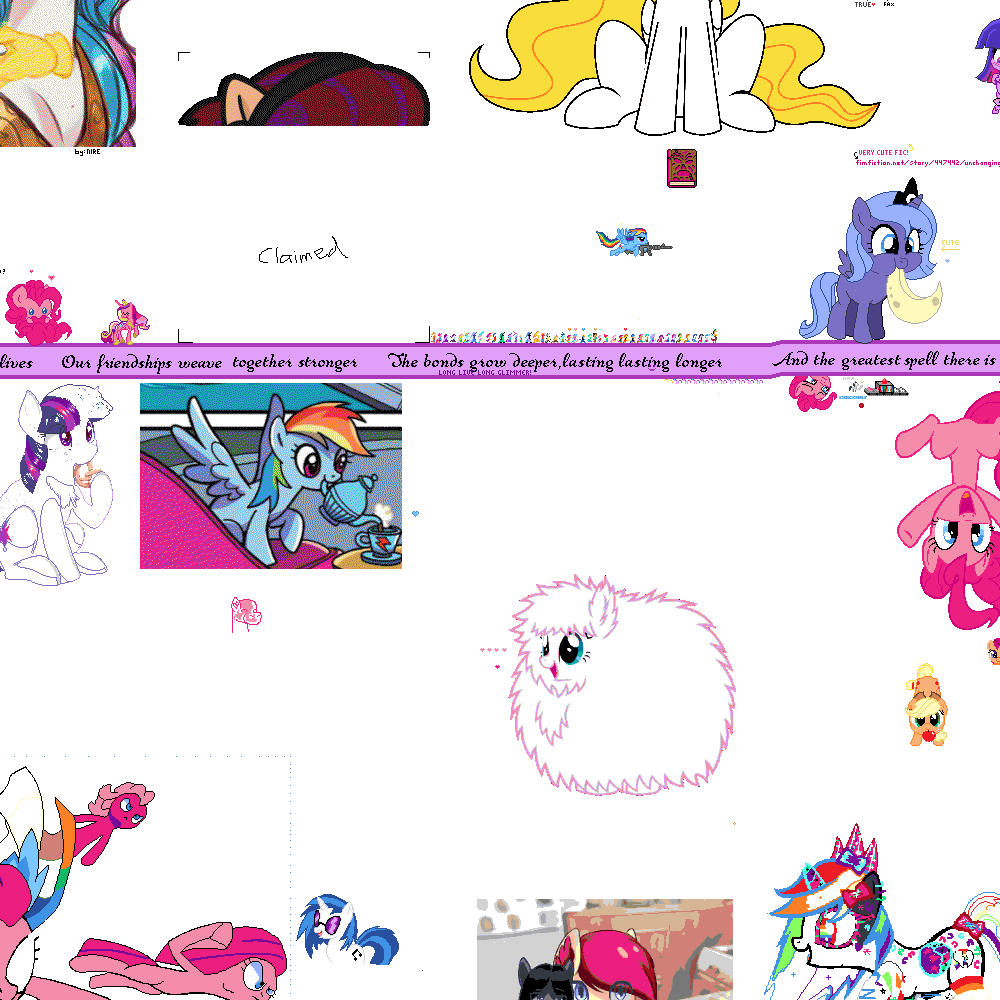 TRUE♥ FAX
by: NIRE
VERY CUTE FIC!
fimfiction.net/story/447442/unchanging
Claimed
CUTE
lives Our friendships weave together stronger The bonds grow deeper,lasting lasting longer And the greatest spell there is
LONG LIVE LONG GLIMMER!